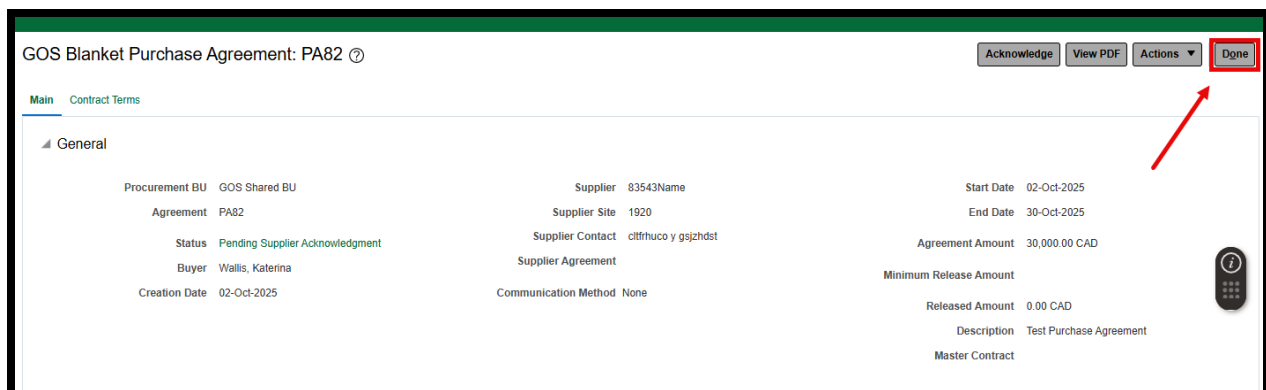 GOS Blanket Purchase Agreement: PA82
Acknowledge View PDF Actions Done
Main Contract Terms
General
Procurement BU GOS Shared BU
Agreement PA82
Status Pending Supplier Acknowledgment
Buyer Wallis, Katerina
Creation Date 02-Oct-2025
Supplier 83543Name
Supplier Site 1920
Supplier Contact cltfrhuco y gsjzhdst
Supplier Agreement
Communication Method None
Start Date 02-Oct-2025
End Date 30-Oct-2025
Agreement Amount 30,000.00 CAD
Minimum Release Amount
Released Amount 0.00 CAD
Description Test Purchase Agreement
Master Contract